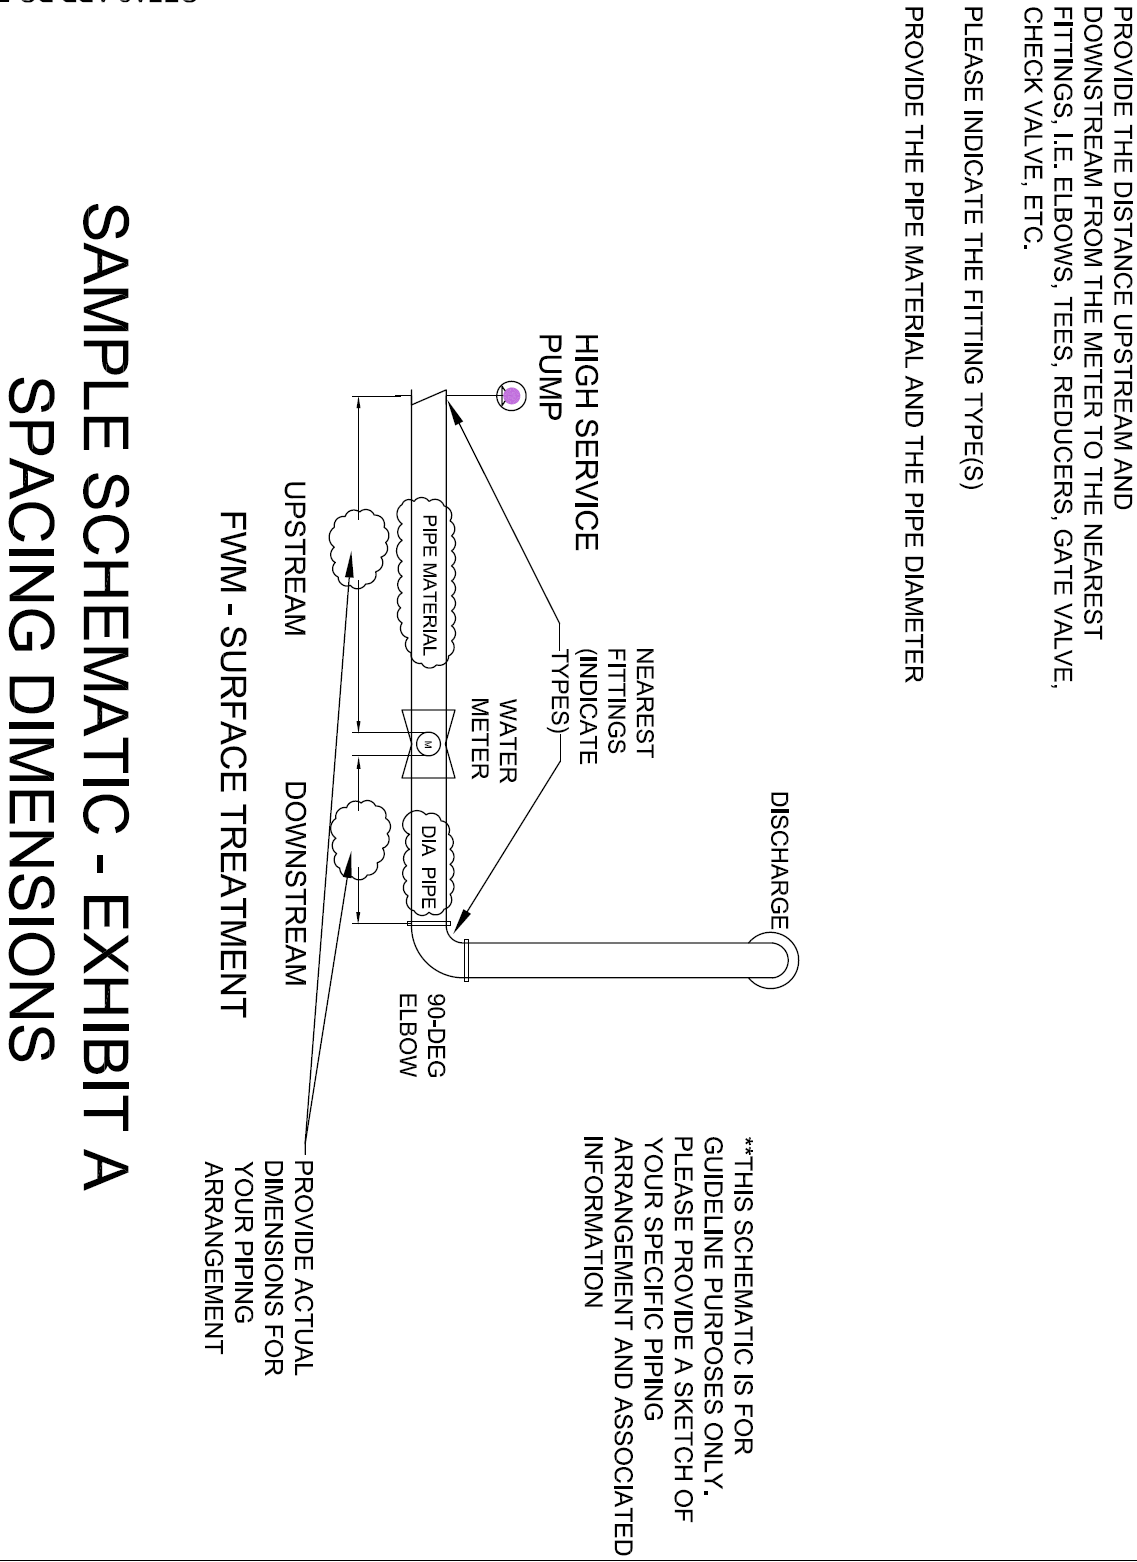 PROVIDE THE DISTANCE UPSTREAM AND
DOWNSTREAM FROM THE METER TO THE NEAREST
FITTINGS, I.E. ELBOWS, TEES, REDUCERS, GATE VALVE,
CHECK VALVE, ETC.
PLEASE INDICATE THE FITTING TYPE(S)
PROVIDE THE PIPE MATERIAL AND THE PIPE DIAMETER
DISCHARGE
**THIS SCHEMATIC IS FOR
GUIDELINE PURPOSES ONLY.
PLEASE PROVIDE A SKETCH OF
YOUR SPECIFIC PIPING
ARRANGEMENT AND ASSOCIATED
INFORMATION
NEAREST
FITTINGS
(INDICATE
TYPES)
HIGH SERVICE
PUMP
WATER
METER
PIPE MATERIAL
M
DIA PIPE
90-DEG
ELBOW
UPSTREAM
DOWNSTREAM
PROVIDE ACTUAL
DIMENSIONS FOR
YOUR PIPING
ARRANGEMENT
FWM - SURFACE TREATMENT
SAMPLE SCHEMATIC - EXHIBIT A
SPACING DIMENSIONS